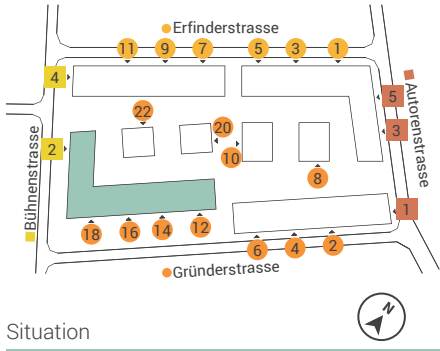 Erfinderstrasse
11 9 7 5 3 1
4
5
Autorenstrasse
3
22
20
2
10
8
Bühnenstrasse
1
18 16 14 12
6 4 2
Gründerstrasse
N
Situation